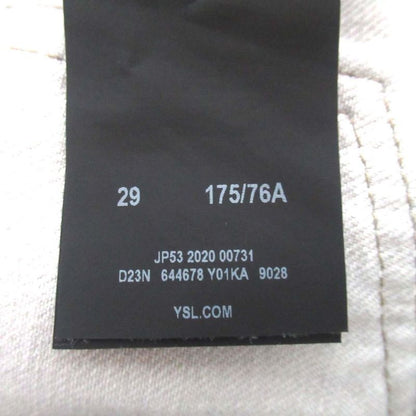 29 175/76A
JP53 2020 00731
D23N 644678 Y01KA 9028
YSL.COM